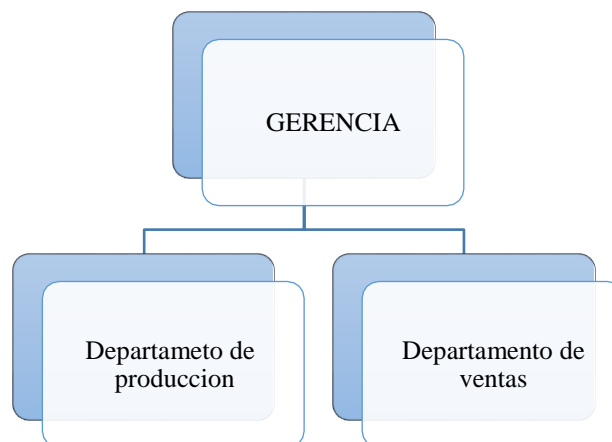 GERENCIA
Departameto de
produccion
Departamento de
ventas